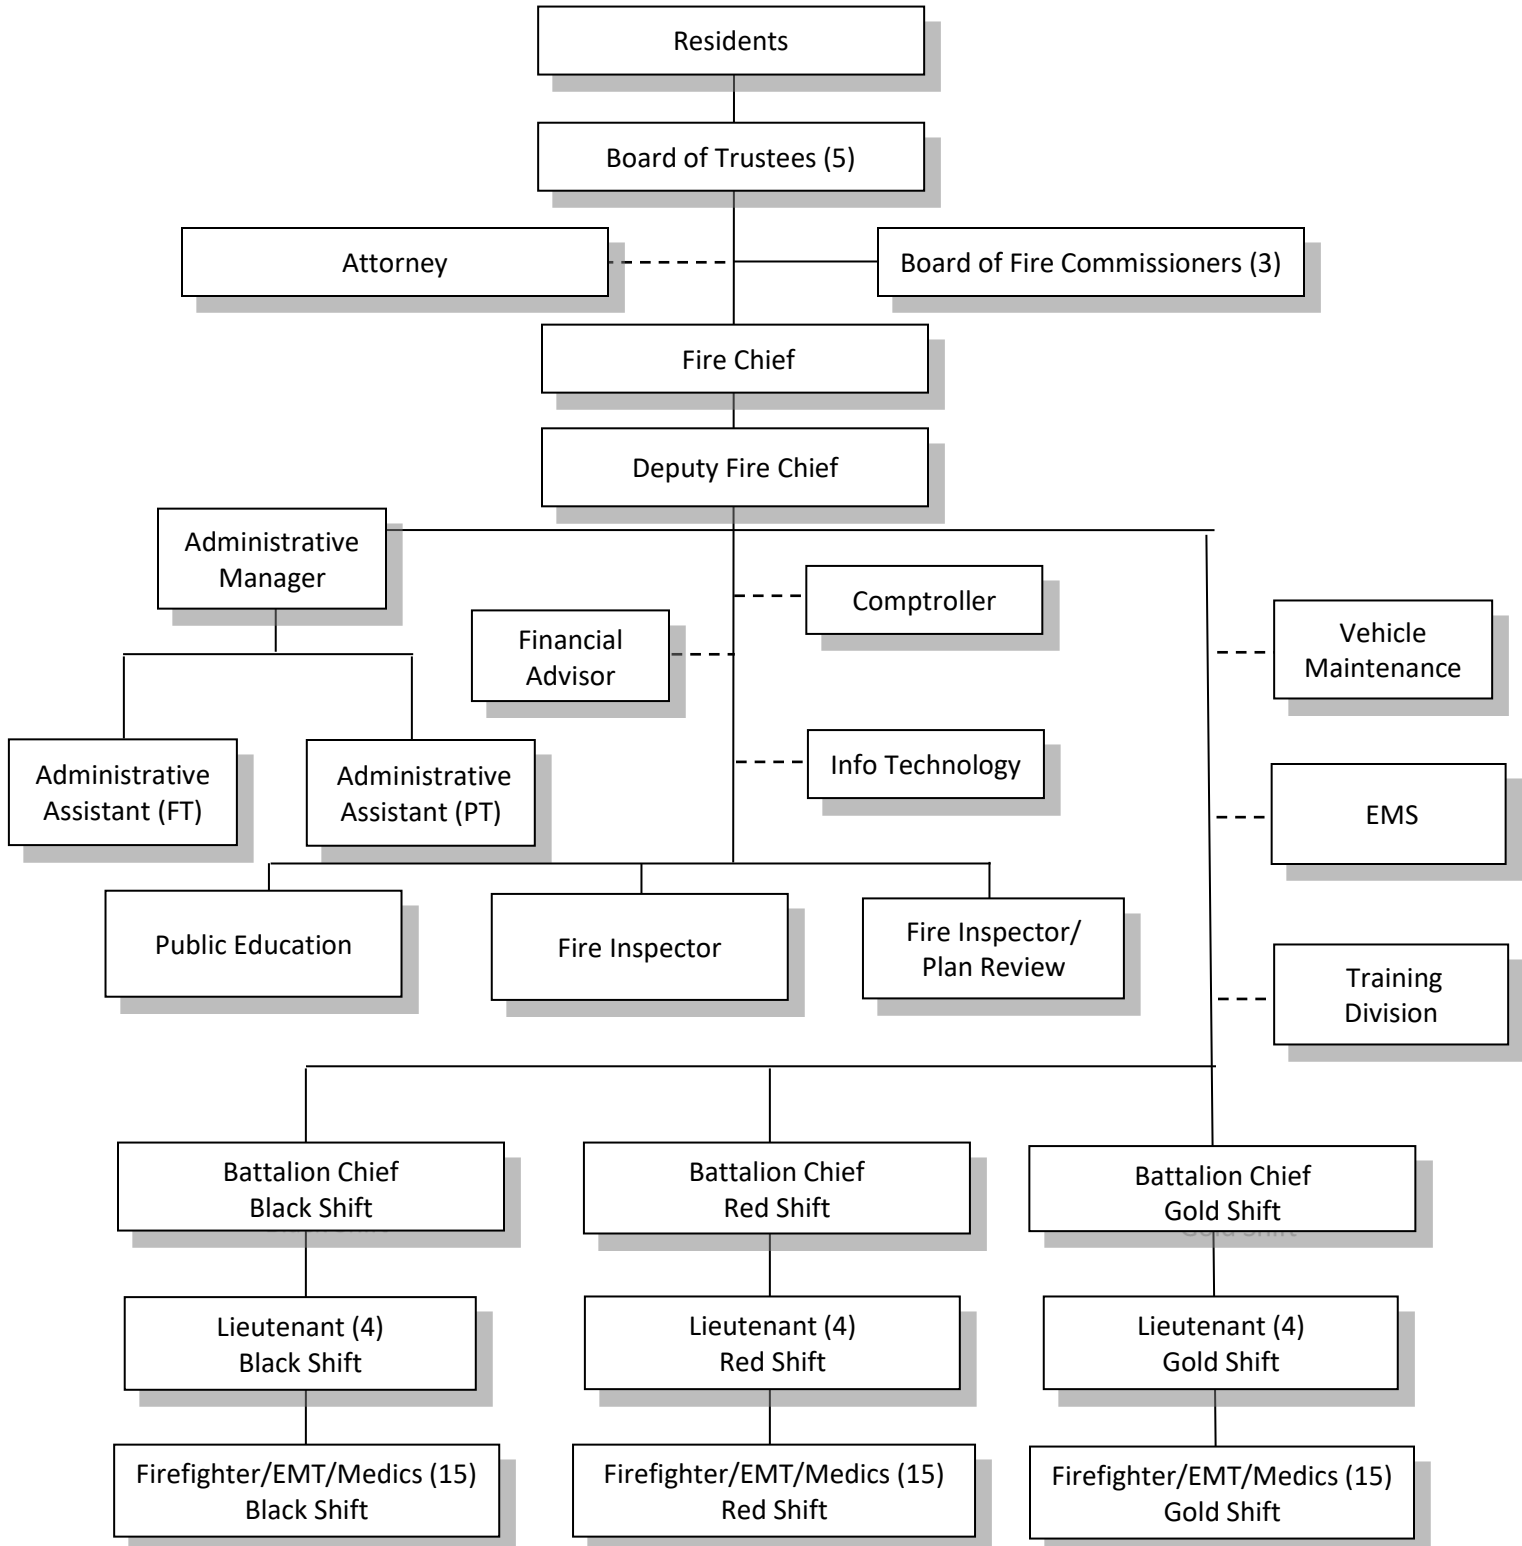 Residents
Board of Trustees (5)
Attorney
Board of Fire Commissioners (3)
Fire Chief
Deputy Fire Chief
Administrative
Manager
Comptroller
Financial
Advisor
Vehicle
Maintenance
Administrative
Assistant (FT)
Administrative
Assistant (PT)
Info Technology
EMS
Public Education
Fire Inspector
Fire Inspector/
Plan Review
Training
Division
Battalion Chief
Black Shift
Battalion Chief
Red Shift
Battalion Chief
Gold Shift
Lieutenant (4)
Black Shift
Lieutenant (4)
Red Shift
Lieutenant (4)
Gold Shift
Firefighter/EMT/Medics (15)
Black Shift
Firefighter/EMT/Medics (15)
Red Shift
Firefighter/EMT/Medics (15)
Gold Shift